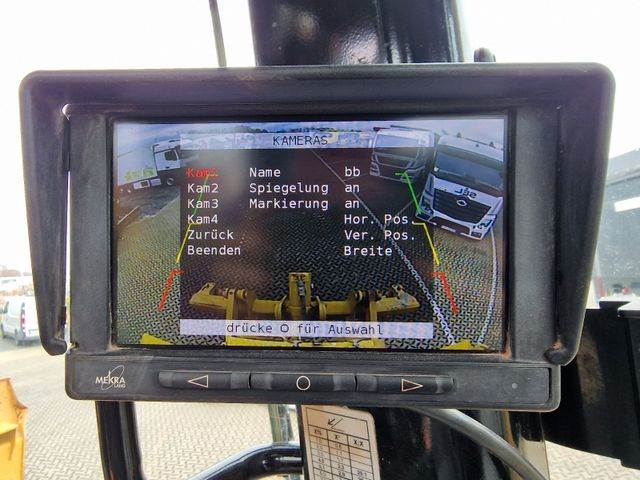 KAMERAS
Kam1 Name bb
Kam2 Spiegelung an
Kam3 Markierung an
Kam4 Hor. Pos.
Zurück Ver. Pos.
Beenden Breite
drücke O für Auswahl
MEKRA
LANG